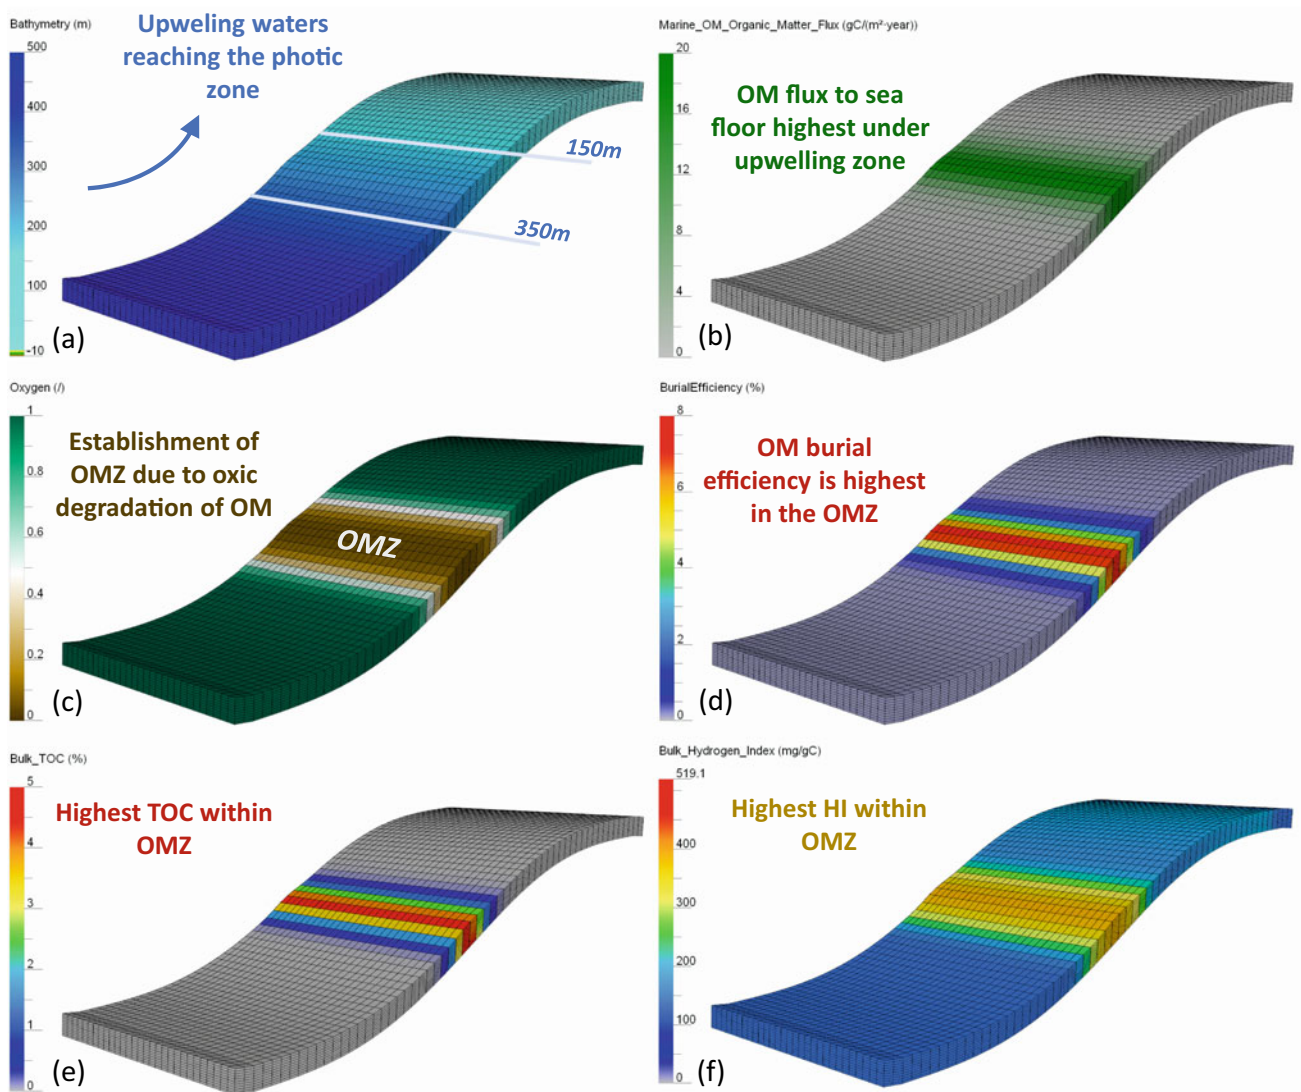 Bathymetry (m)
500
400
300
200
100
-10
Upweling waters
reaching the photic
zone
150m
350m
(a)
Marine_OM_Organic_Matter_Flux (gC/(m²·year))
20
16
12
8
4
0
OM flux to sea
floor highest under
upwelling zone
(b)
Oxygen (/)
1
0.8
0.6
0.4
0.2
0
Establishment of
OMZ due to oxic
degradation of OM
OMZ
(c)
BurialEfficiency (%)
8
6
4
2
0
OM burial
efficiency is highest
in the OMZ
(d)
Bulk_TOC (%)
5
4
3
2
1
0
Highest TOC within
OMZ
(e)
Bulk_Hydrogen_Index (mg/gC)
519.1
400
300
200
100
0
Highest HI within
OMZ
(f)